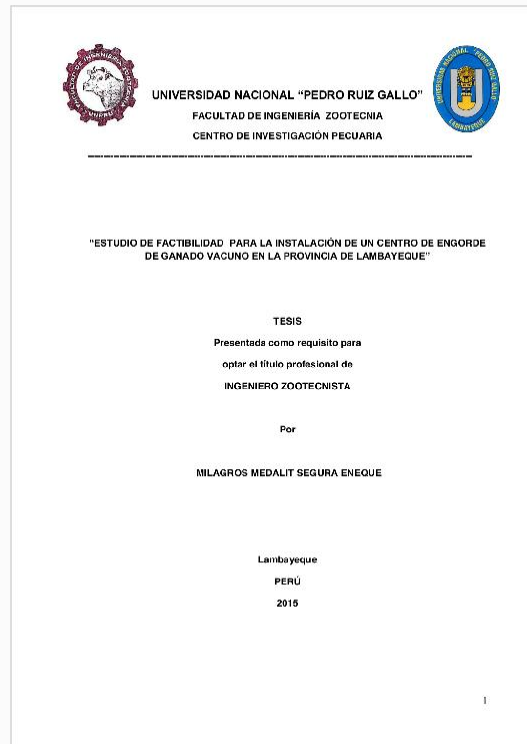 UNIVERSIDAD NACIONAL “PEDRO RUIZ GALLO”
FACULTAD DE INGENIERÍA ZOOTECNIA
CENTRO DE INVESTIGACIÓN PECUARIA
“ESTUDIO DE FACTIBILIDAD PARA LA INSTALACIÓN DE UN CENTRO DE ENGORDE
DE GANADO VACUNO EN LA PROVINCIA DE LAMBAYEQUE”
TESIS
Presentada como requisito para
optar el título profesional de
INGENIERO ZOOTECNISTA
Por
MILAGROS MEDALIT SEGURA ENEQUE
Lambayeque
PERÚ
2015